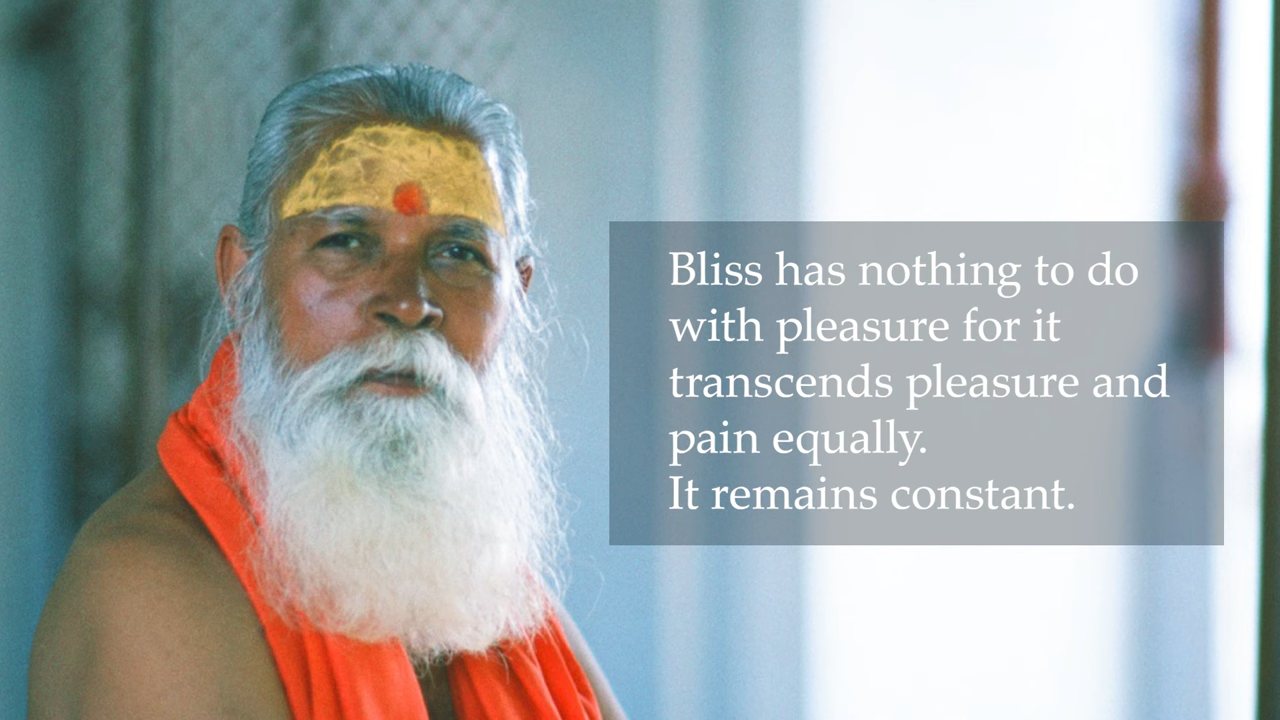 Bliss has nothing to do
with pleasure for it
transcends pleasure and
pain equally.
It remains constant.